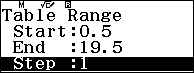 M √▱ R
Table Range
Start:0.5
End :19.5
Step :1